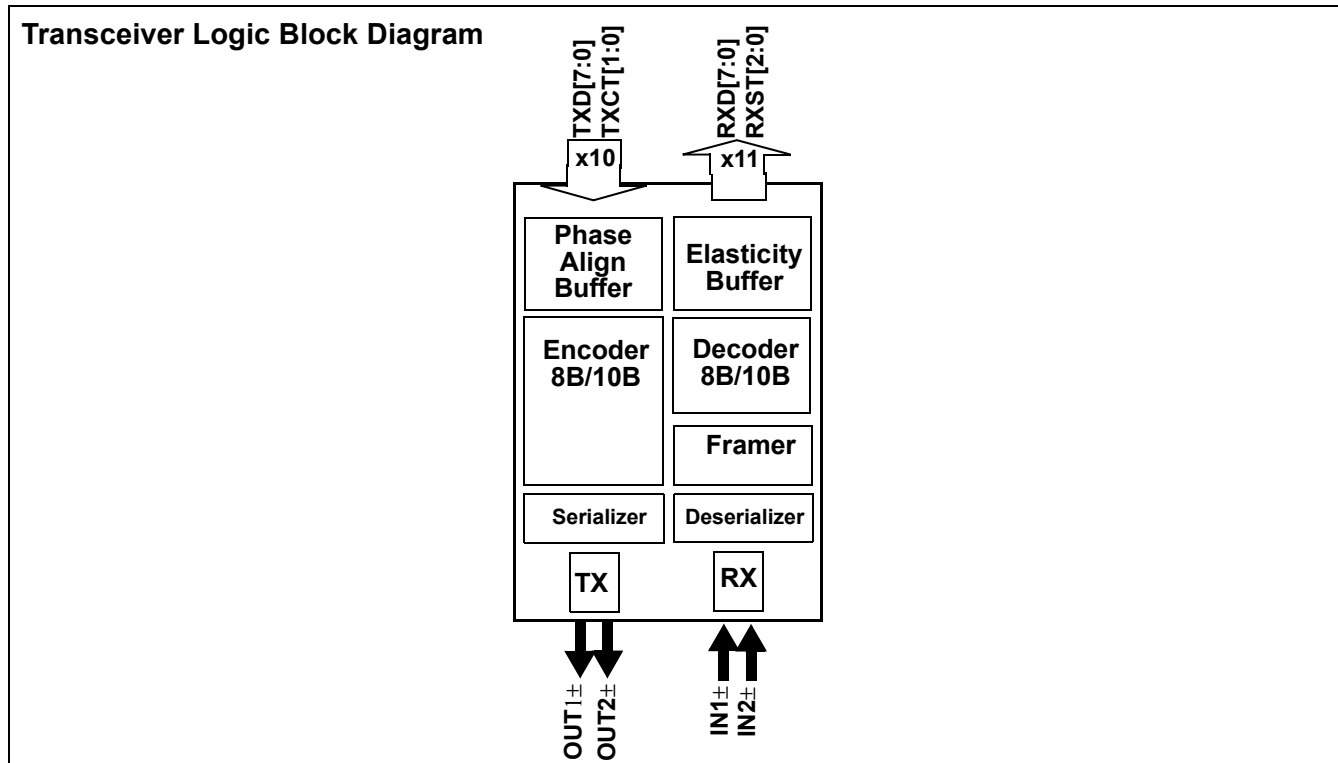 Transceiver Logic Block Diagram
TXD[7:0]
TXCT[1:0]
RXD[7:0]
RXST[2:0]
x10
x11
Phase
Align
Buffer
Elasticity
Buffer
Encoder
8B/10B
Decoder
8B/10B
Framer
Serializer
Deserializer
TX
RX
OUT1±
OUT2±
IN1±
IN2±